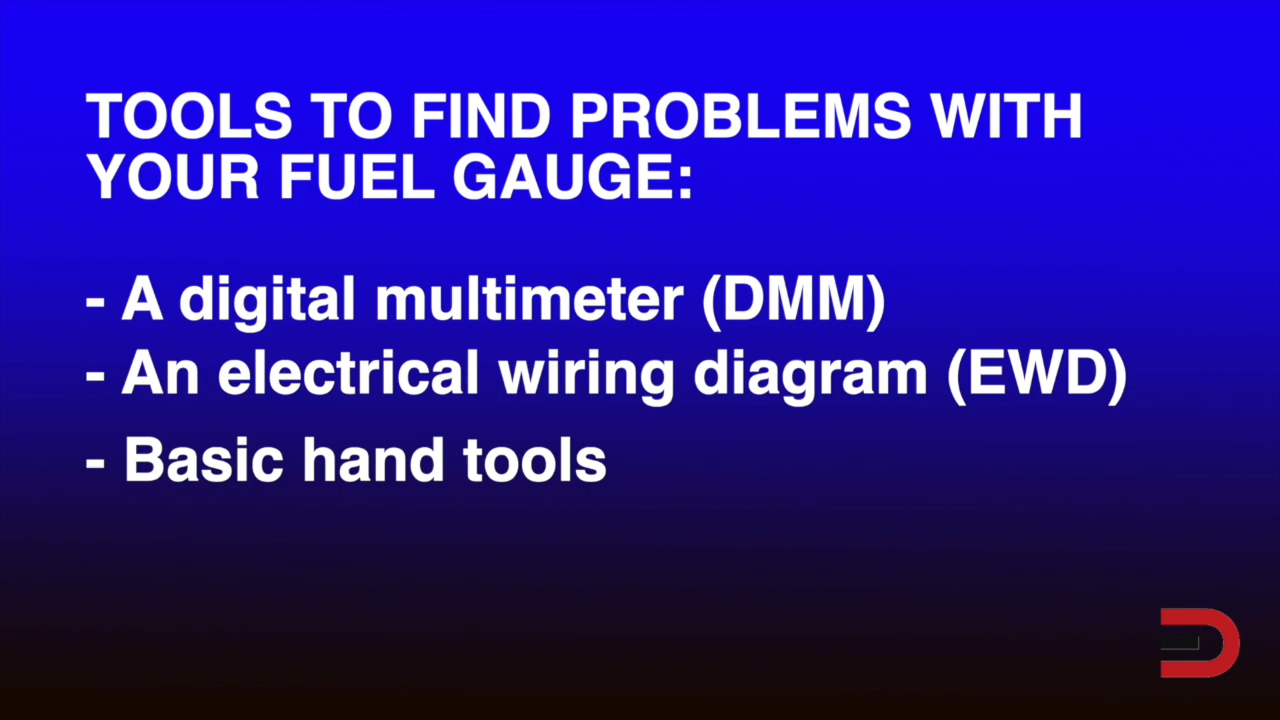 TOOLS TO FIND PROBLEMS WITH
YOUR FUEL GAUGE:
- A digital multimeter (DMM)
- An electrical wiring diagram (EWD)
- Basic hand tools